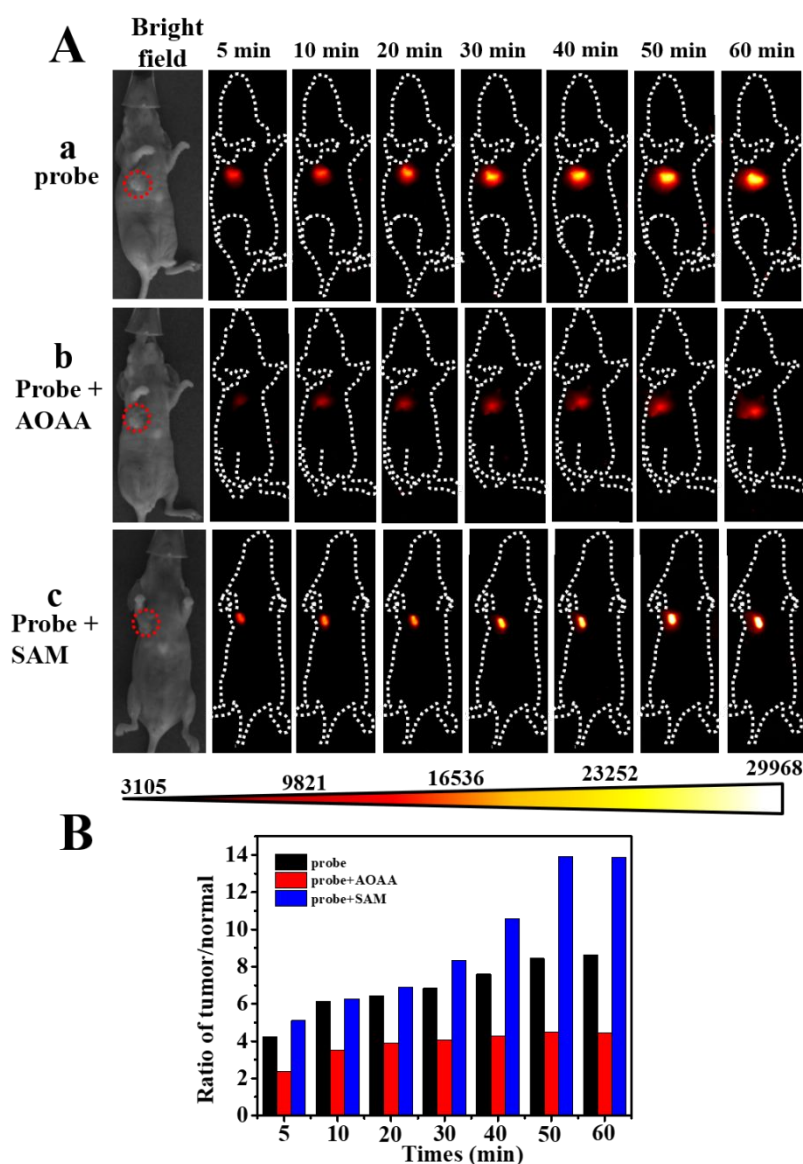 A
Bright
field
5 min 10 min 20 min 30 min 40 min 50 min 60 min
a
probe
b
Probe +
AOAA
c
Probe +
SAM
3105 9821 16536 23252 29968
B
probe
probe+AOAA
probe+SAM
Ratio of tumor/normal
14
12
10
8
6
4
2
0
5 10 20 30 40 50 60
Times (min)